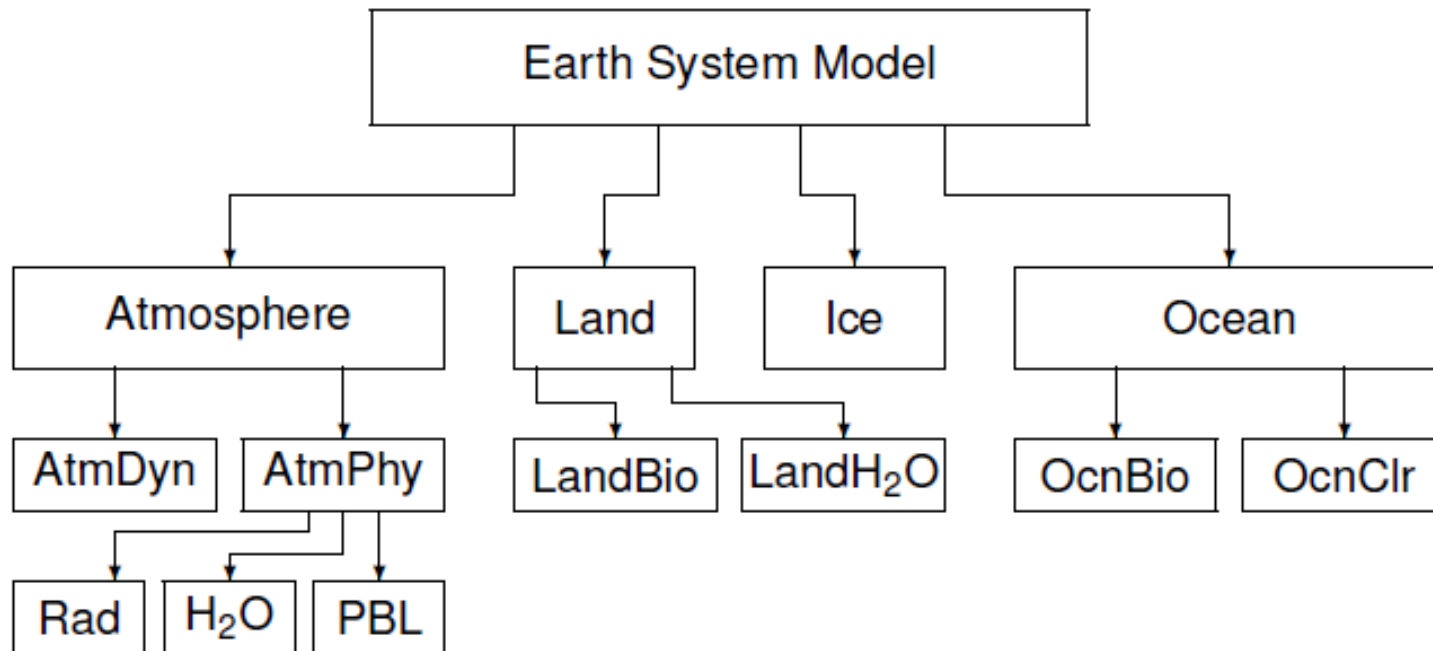 Earth System Model
Atmosphere
Land
Ice
Ocean
AtmDyn
AtmPhy
LandBio
LandH₂O
OcnBio
OcnClr
Rad
H₂O
PBL